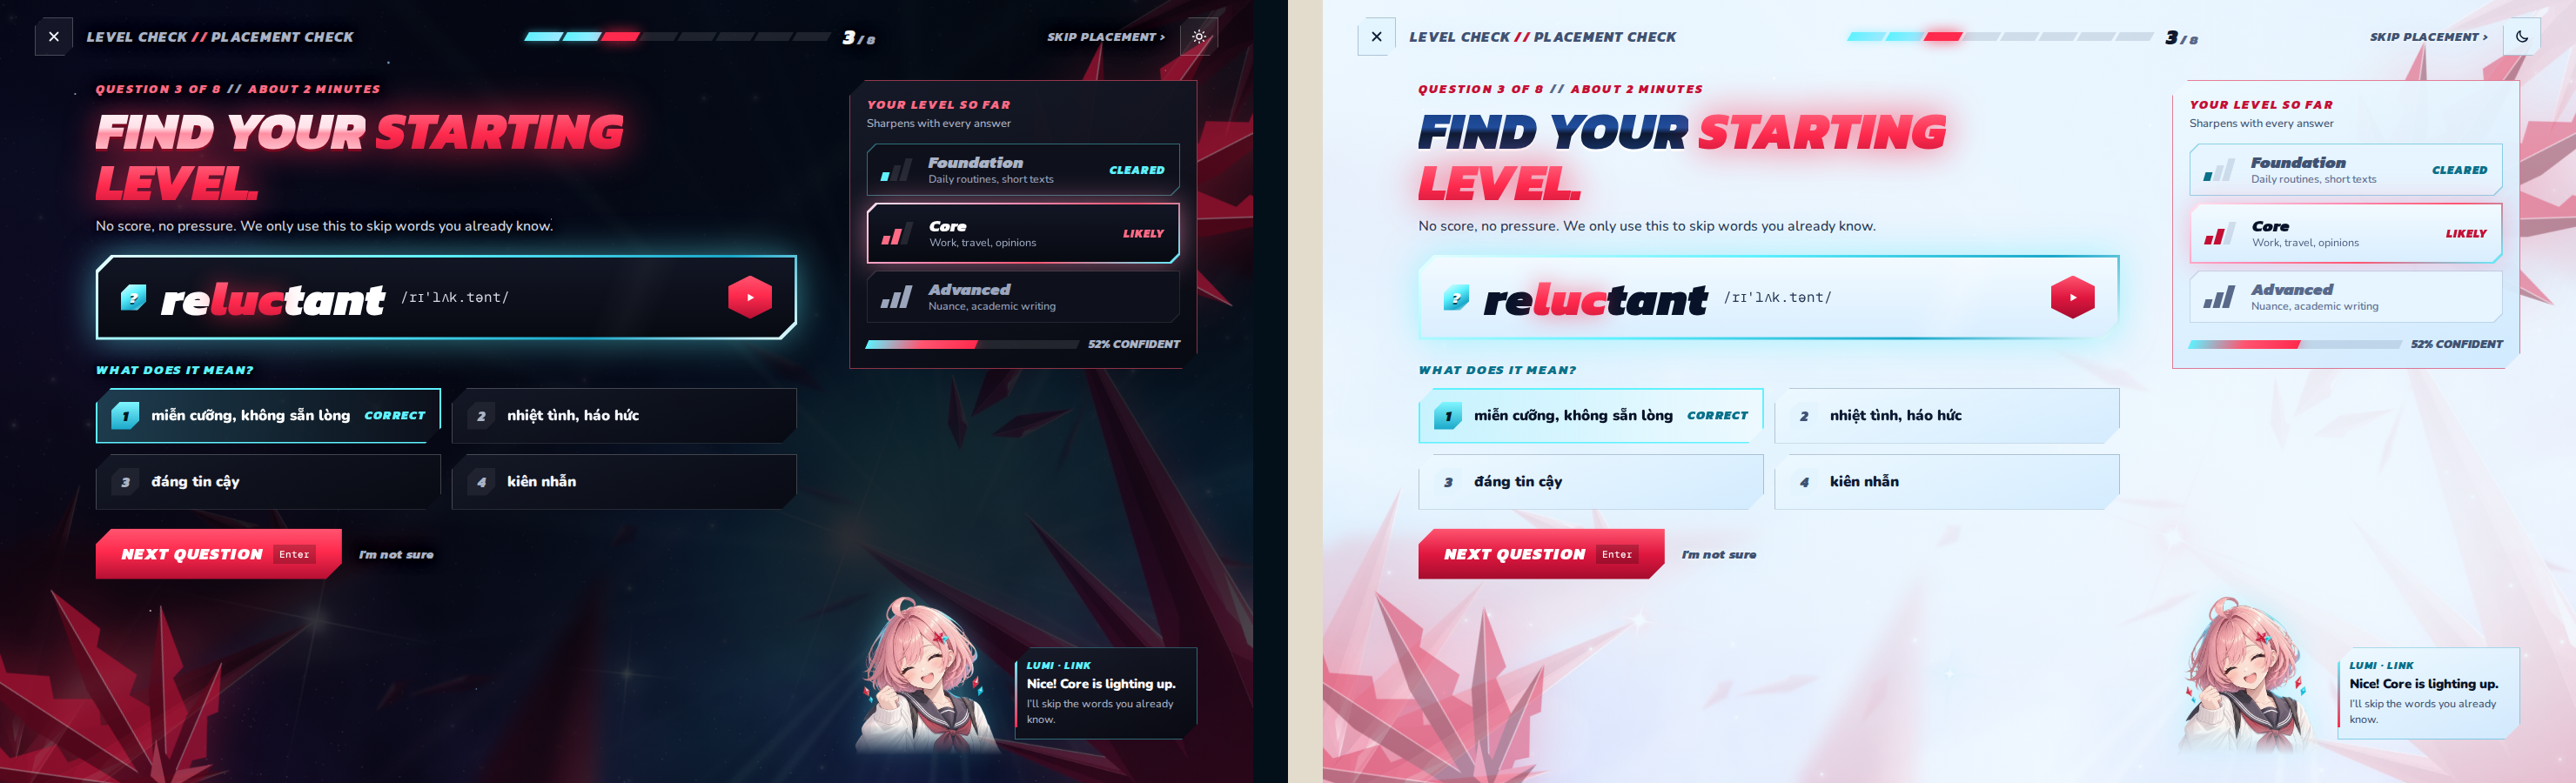 LEVEL CHECK // PLACEMENT CHECK
3 / 8
SKIP PLACEMENT >
QUESTION 3 OF 8 // ABOUT 2 MINUTES
FIND YOUR STARTING
LEVEL.
No score, no pressure. We only use this to skip words you already know.
? reluctant /rɪˈlʌk.tənt/
WHAT DOES IT MEAN?
1 miễn cưỡng, không sẵn lòng CORRECT
2 nhiệt tình, háo hức
3 đáng tin cậy
4 kiên nhẫn
NEXT QUESTION Enter
I'm not sure
YOUR LEVEL SO FAR
Sharpens with every answer
Foundation
Daily routines, short texts
CLEARED
Core
Work, travel, opinions
LIKELY
Advanced
Nuance, academic writing
52% CONFIDENT
LUMI · LINK
Nice! Core is lighting up.
I'll skip the words you already
know.
LEVEL CHECK // PLACEMENT CHECK
3 / 8
SKIP PLACEMENT >
QUESTION 3 OF 8 // ABOUT 2 MINUTES
FIND YOUR STARTING
LEVEL.
No score, no pressure. We only use this to skip words you already know.
? reluctant /rɪˈlʌk.tənt/
WHAT DOES IT MEAN?
1 miễn cưỡng, không sẵn lòng CORRECT
2 nhiệt tình, háo hức
3 đáng tin cậy
4 kiên nhẫn
NEXT QUESTION Enter
I'm not sure
YOUR LEVEL SO FAR
Sharpens with every answer
Foundation
Daily routines, short texts
CLEARED
Core
Work, travel, opinions
LIKELY
Advanced
Nuance, academic writing
52% CONFIDENT
LUMI · LINK
Nice! Core is lighting up.
I'll skip the words you already
know.